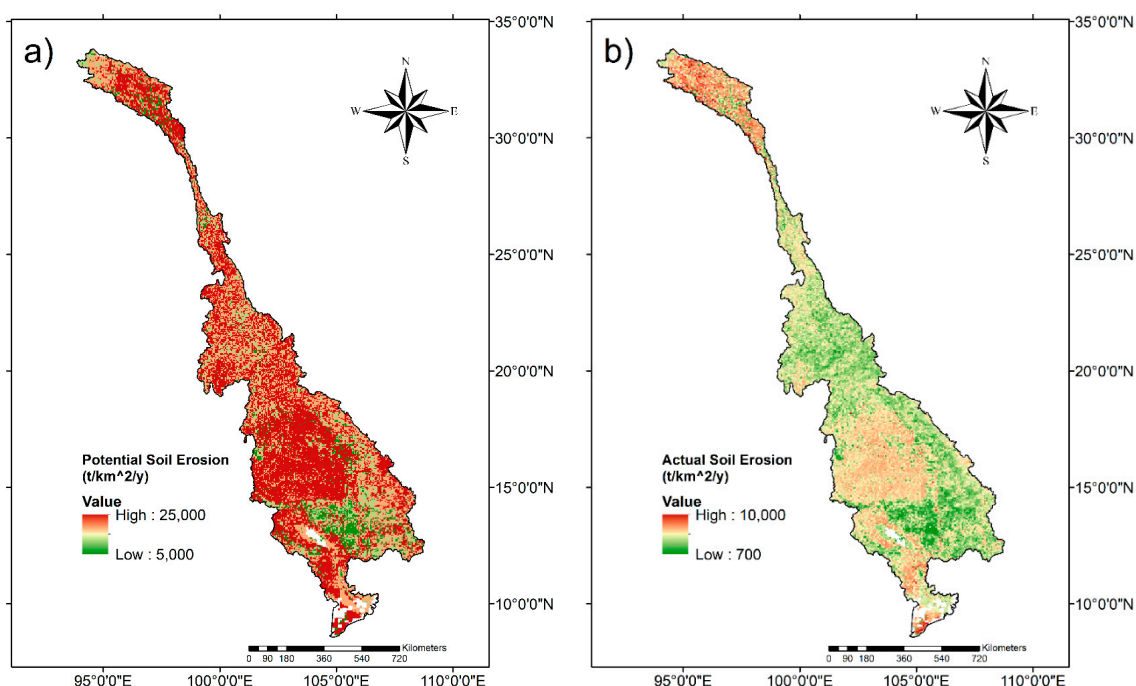 a)
N
W E
S
Potential Soil Erosion
(t/km^2/y)
Value
High : 25,000
Low : 5,000
Kilometers
0 90 180 360 540 720
95°0'0"E 100°0'0"E 105°0'0"E 110°0'0"E
35°0'0"N
30°0'0"N
25°0'0"N
20°0'0"N
15°0'0"N
10°0'0"N
b)
N
W E
S
Actual Soil Erosion
(t/km^2/y)
Value
High : 10,000
Low : 700
Kilometers
0 90 180 360 540 720
95°0'0"E 100°0'0"E 105°0'0"E 110°0'0"E
35°0'0"N
30°0'0"N
25°0'0"N
20°0'0"N
15°0'0"N
10°0'0"N